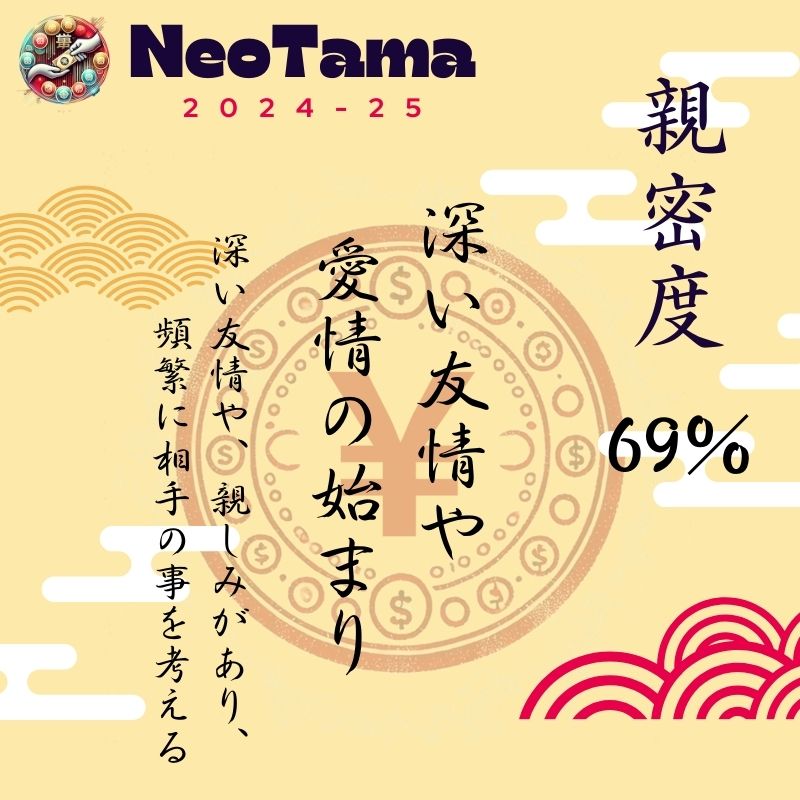 NeoTama
2024-25
親密度
69%
深い友情や
愛情の始まり
深い友情や、親しみがあり、
頻繁に相手の事を考える